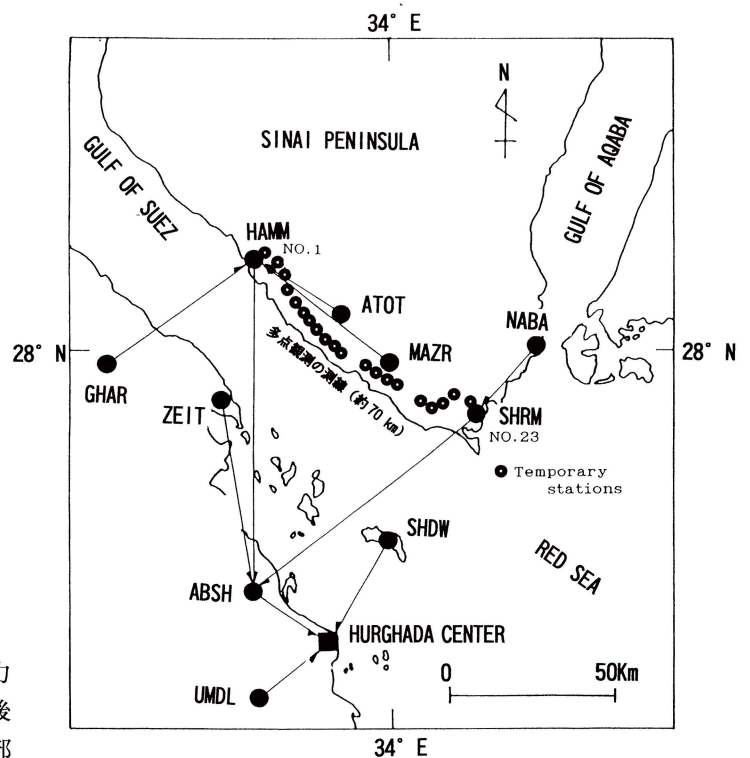 34° E
N
SINAI PENINSULA
GULF OF SUEZ
GULF OF AQABA
HAMM
NO.1
ATOT
MAZR
NABA
28° N
28° N
多点観測の測線 (約70 km)
GHAR
ZEIT
SHRM
NO.23
Temporary
stations
SHDW
RED SEA
ABSH
HURGHADA CENTER
0 50Km
UMDL
後
部
34° E